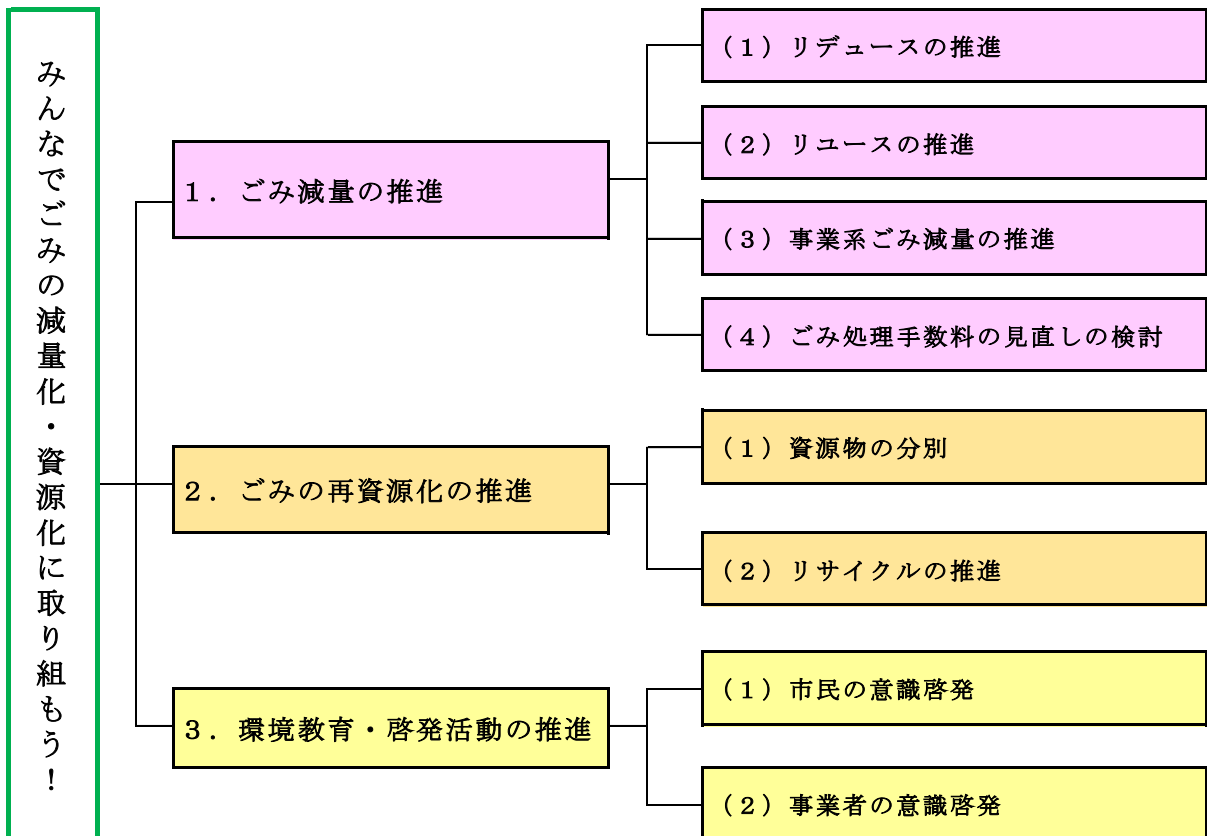 みんなでごみの減量化・資源化に取り組もう！
１．ごみ減量の推進
（１）リデュースの推進
（２）リユースの推進
（３）事業系ごみ減量の推進
（４）ごみ処理手数料の見直しの検討
２．ごみの再資源化の推進
（１）資源物の分別
（２）リサイクルの推進
３．環境教育・啓発活動の推進
（１）市民の意識啓発
（２）事業者の意識啓発